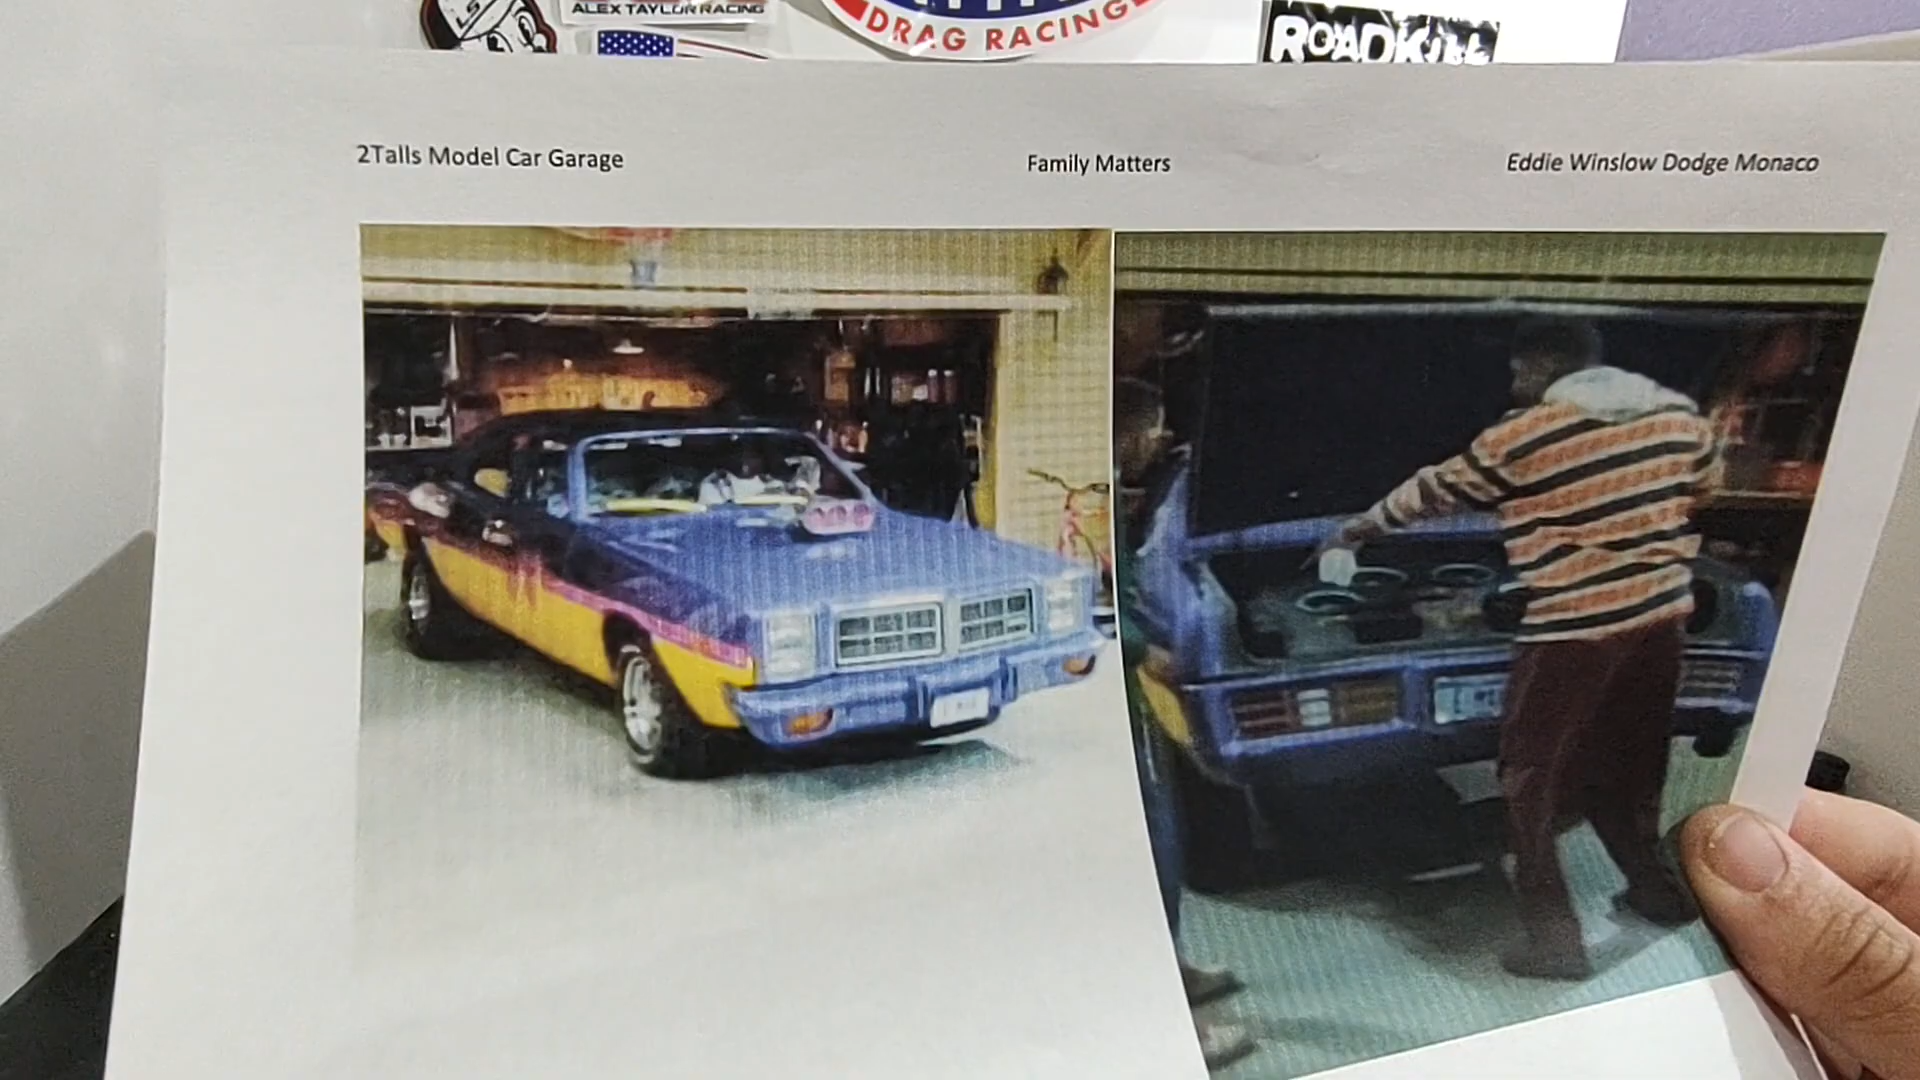 ALEX TAYLOR RACING
DRAG RACING
ROADKILL
2Talls Model Car Garage
Family Matters
Eddie Winslow Dodge Monaco